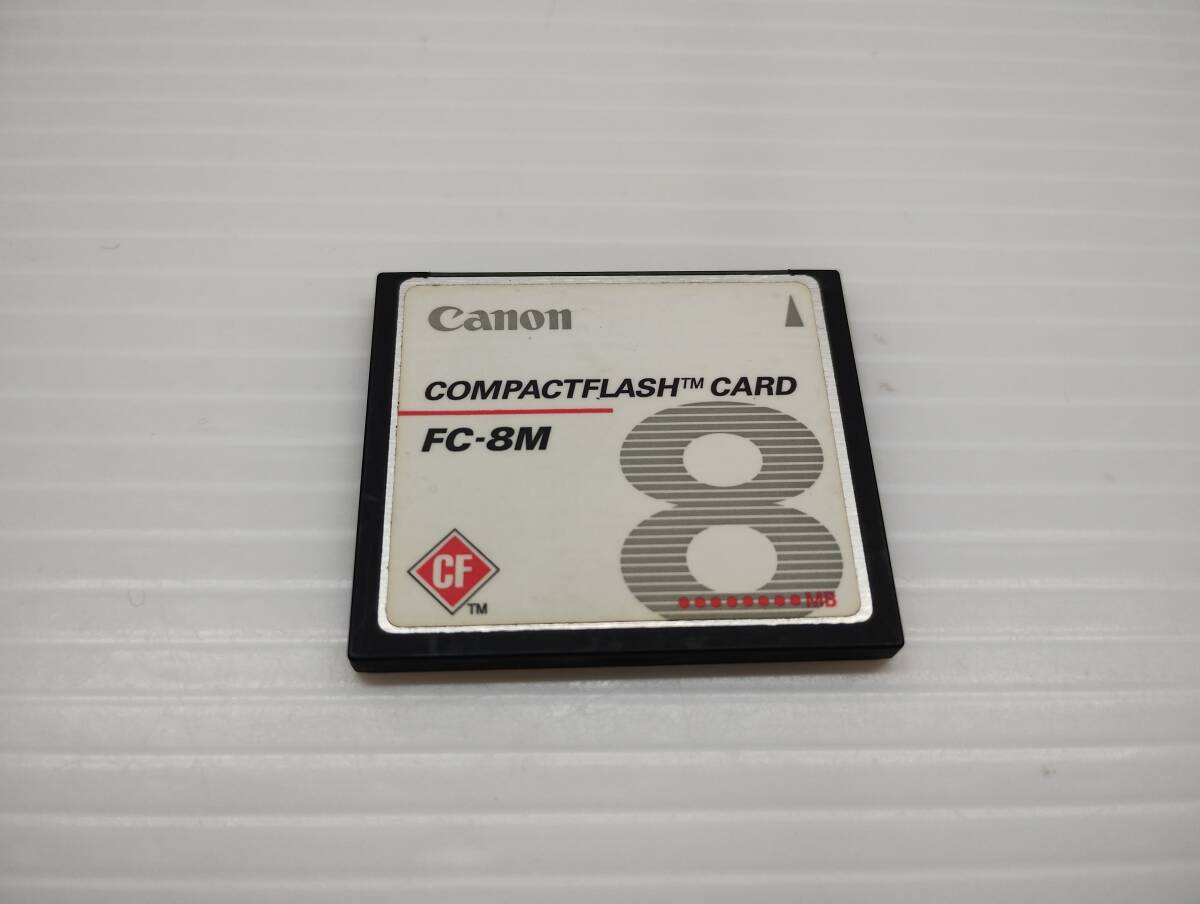 Canon
COMPACTFLASH™ CARD
FC-8M
8
MB
CF
TM